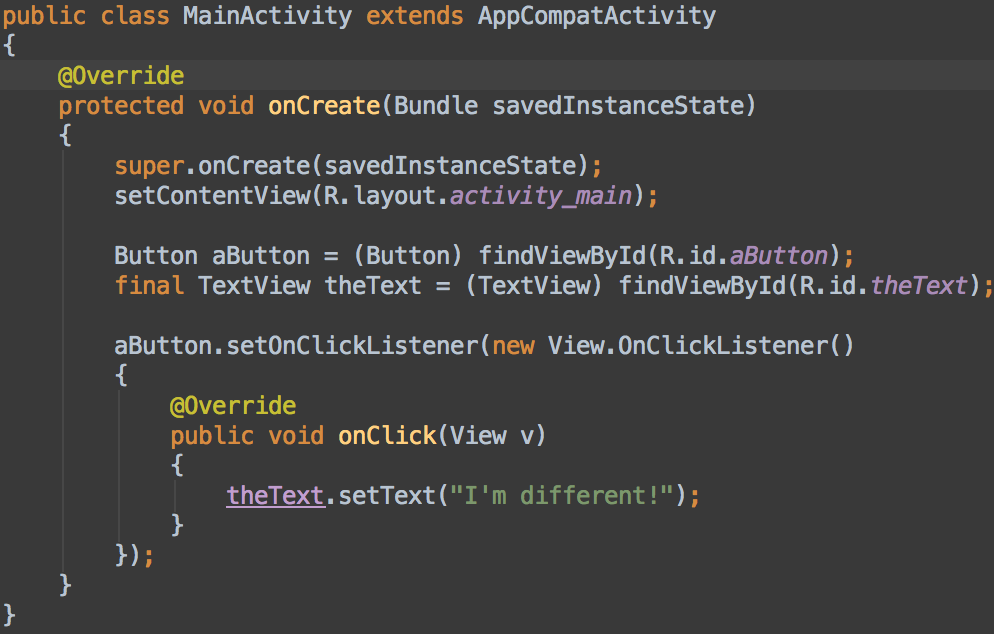 public class MainActivity extends AppCompatActivity
{
    @Override
    protected void onCreate(Bundle savedInstanceState)
    {
        super.onCreate(savedInstanceState);
        setContentView(R.layout.activity_main);

        Button aButton = (Button) findViewById(R.id.aButton);
        final TextView theText = (TextView) findViewById(R.id.theText);

        aButton.setOnClickListener(new View.OnClickListener()
        {
            @Override
            public void onClick(View v)
            {
                theText.setText("I'm different!");
            }
        });
    }
}